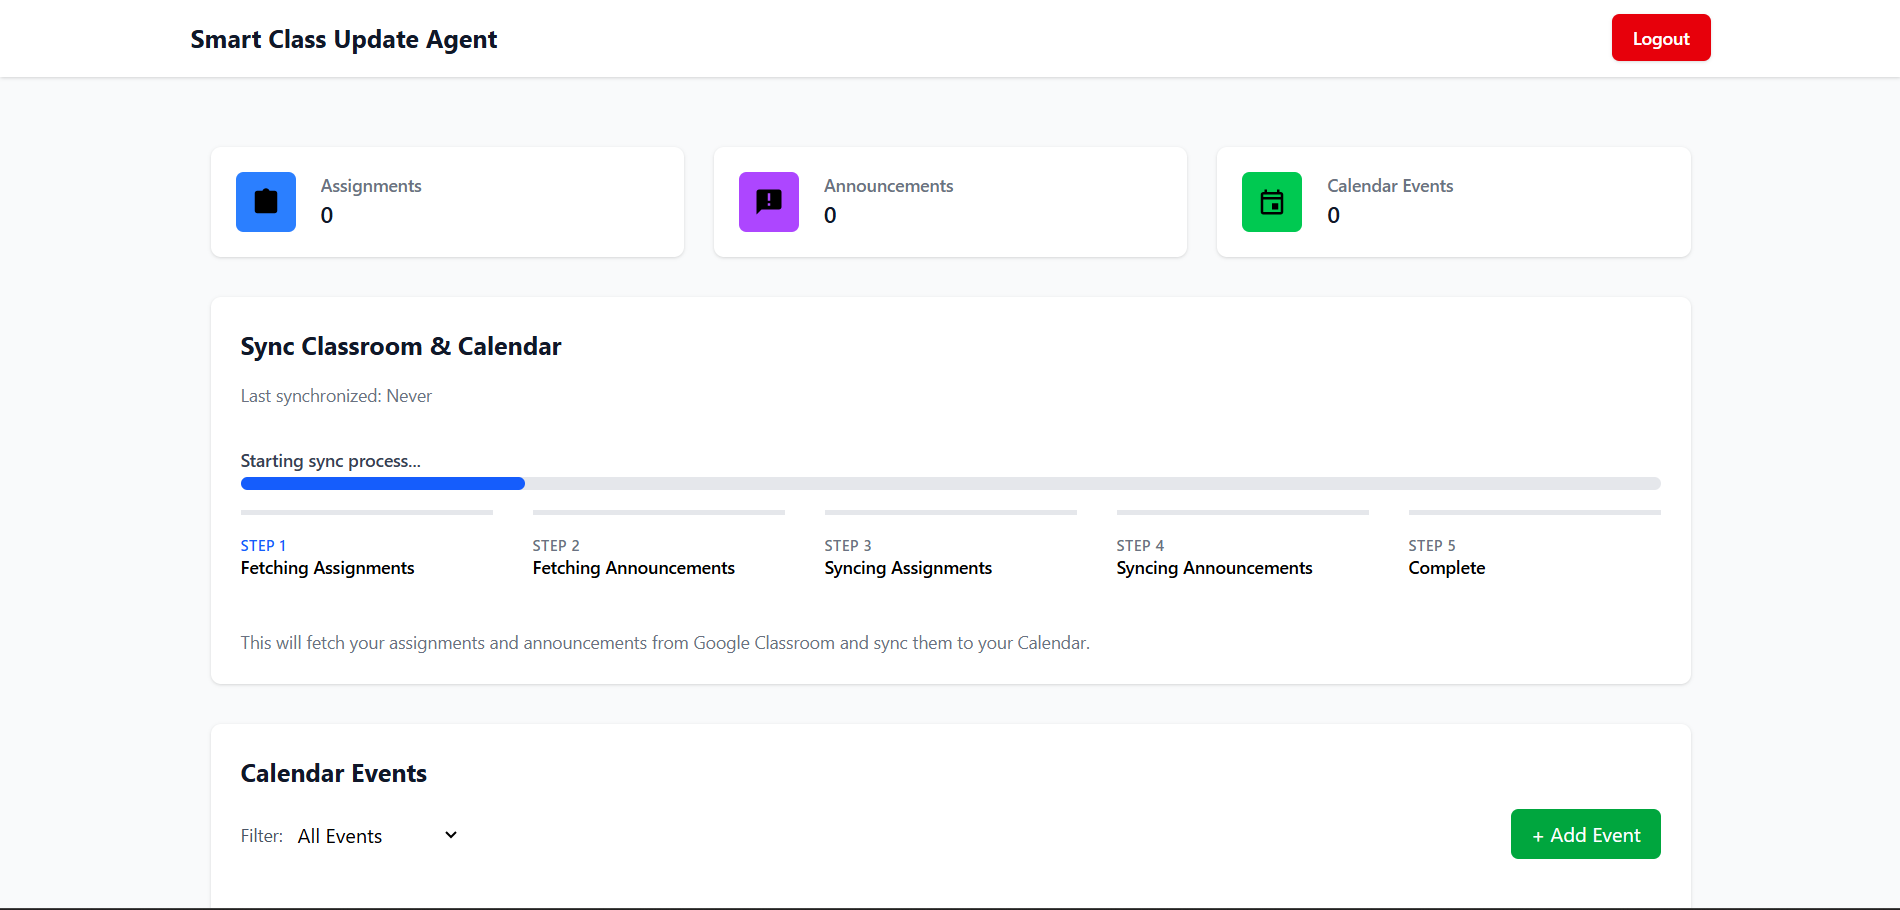 Smart Class Update Agent
Logout
Assignments
0
Announcements
0
Calendar Events
0
Sync Classroom & Calendar
Last synchronized: Never
Starting sync process...
STEP 1
Fetching Assignments
STEP 2
Fetching Announcements
STEP 3
Syncing Assignments
STEP 4
Syncing Announcements
STEP 5
Complete
This will fetch your assignments and announcements from Google Classroom and sync them to your Calendar.
Calendar Events
Filter: All Events
+ Add Event